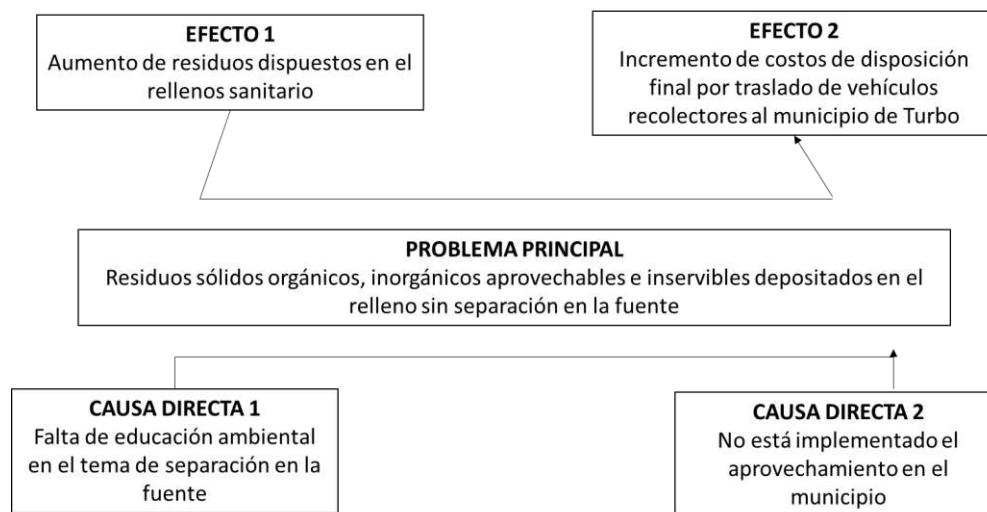 EFECTO 1
Aumento de residuos dispuestos en el
rellenos sanitario
EFECTO 2
Incremento de costos de disposición
final por traslado de vehículos
recolectores al municipio de Turbo
PROBLEMA PRINCIPAL
Residuos sólidos orgánicos, inorgánicos aprovechables e inservibles depositados en el
relleno sin separación en la fuente
CAUSA DIRECTA 1
Falta de educación ambiental
en el tema de separación en la
fuente
CAUSA DIRECTA 2
No está implementado el
aprovechamiento en el
municipio